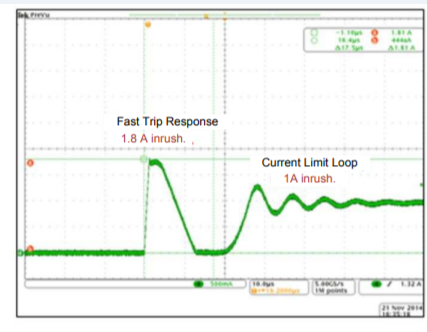 Tek PreVu
-1.10µs 1.81 A
16.4µs
Δ17.5µs Δ1.81 A
Fast Trip Response
1.8 A inrush. ,
Current Limit Loop
1A inrush.
500mA 10.0µs 5.00GS/s 1.32 A
1M points
21 Nov 2014